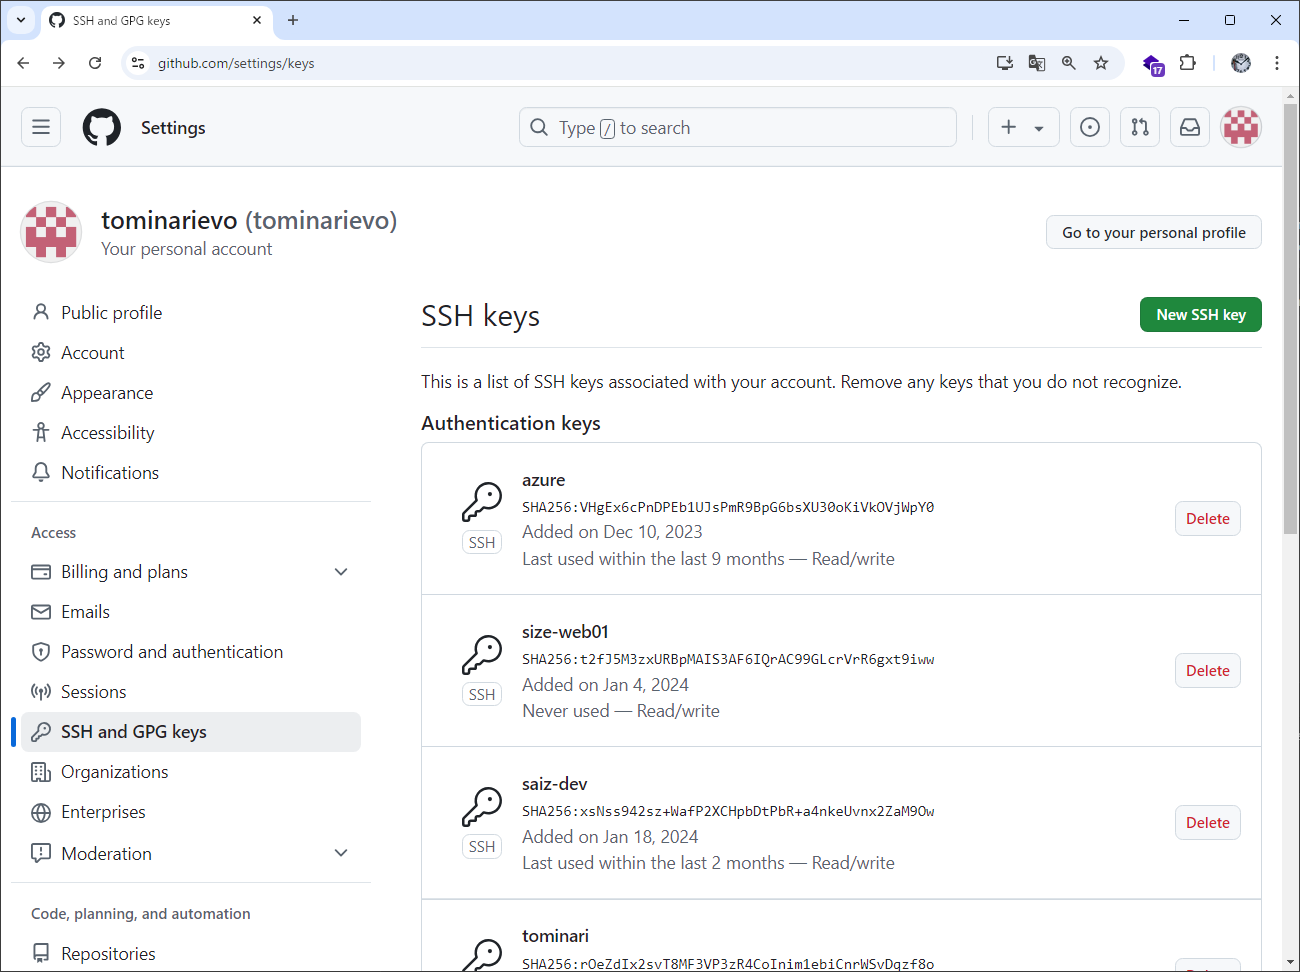 SSH and GPG keys
github.com/settings/keys
17
Settings
Type / to search
tominarievo (tominarievo)
Your personal account
Go to your personal profile
Public profile
Account
Appearance
Accessibility
Notifications
Access
Billing and plans
Emails
Password and authentication
Sessions
SSH and GPG keys
Organizations
Enterprises
Moderation
Code, planning, and automation
Repositories
SSH keys
New SSH key
This is a list of SSH keys associated with your account. Remove any keys that you do not recognize.
Authentication keys
azure
SHA256:VHgEx6cPnDPEb1UJsPmR9BpG6bsXU30oKiVkOVjWpY0
Added on Dec 10, 2023
Last used within the last 9 months — Read/write
SSH
Delete
size-web01
SHA256:t2fJ5M3zxURBpMAIS3AF6IQrAC99GLcrVrR6gxt9iww
Added on Jan 4, 2024
Never used — Read/write
SSH
Delete
saiz-dev
SHA256:xsNss942sz+WafP2XCHpbDtPbR+a4nkeUvnx2ZaM9Ow
Added on Jan 18, 2024
Last used within the last 2 months — Read/write
SSH
Delete
tominari
SHA256:rOeZdIx2svT8MF3VP3zR4CoInim1ebiCnrWSvDqzf8o